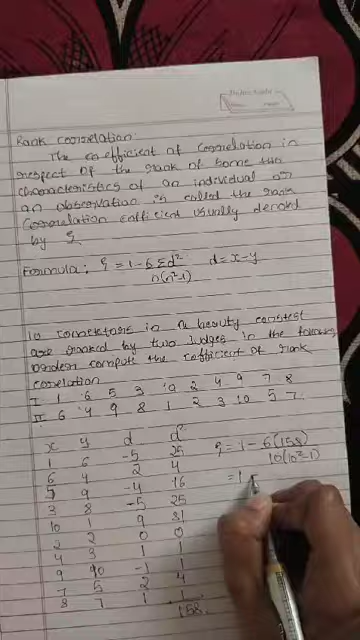 Rank Correlation:
The coefficient of correlation in
respect of the rank of some two
characteristics of an individual or
an observation is called the rank
correlation usually denoted
by
Formula: = 1 - 6 Σd² d = x - y
n(n²-1)
10 in a beauty contest
are ranked by two Judges in the following
compute the coefficient of rank
I 1 6 5 3 10 2 4 9 7 8
II 6 4 9 8 1 2 3 10 5 7
x y d d²
1 6 -5 25
6 4 2 4
5 9 -4 16
3 8 -5 25
10 1 9 81
2 2 0 0
4 3 1 1
9 10 -1 1
7 5 2 4
8 7 1 1
158
= 1 - 6(158)
10(10²-1)
= 1